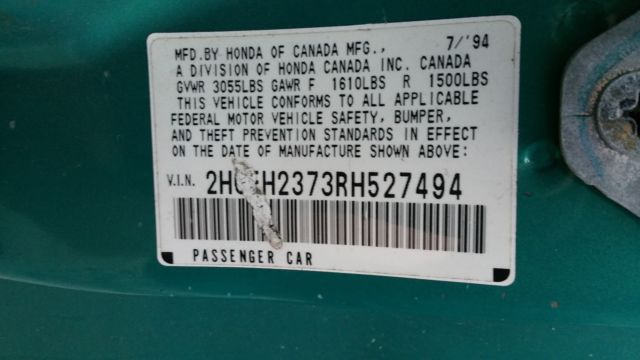 MFD.BY HONDA OF CANADA MFG., 7/'94
A DIVISION OF HONDA CANADA INC. CANADA
GVWR 3055LBS GAWR F 1610LBS R 1500LBS
THIS VEHICLE CONFORMS TO ALL APPLICABLE
FEDERAL MOTOR VEHICLE SAFETY, BUMPER,
AND THEFT PREVENTION STANDARDS IN EFFECT
ON THE DATE OF MANUFACTURE SHOWN ABOVE:
V.I.N. 2HGEH2373RH527494
PASSENGER CAR